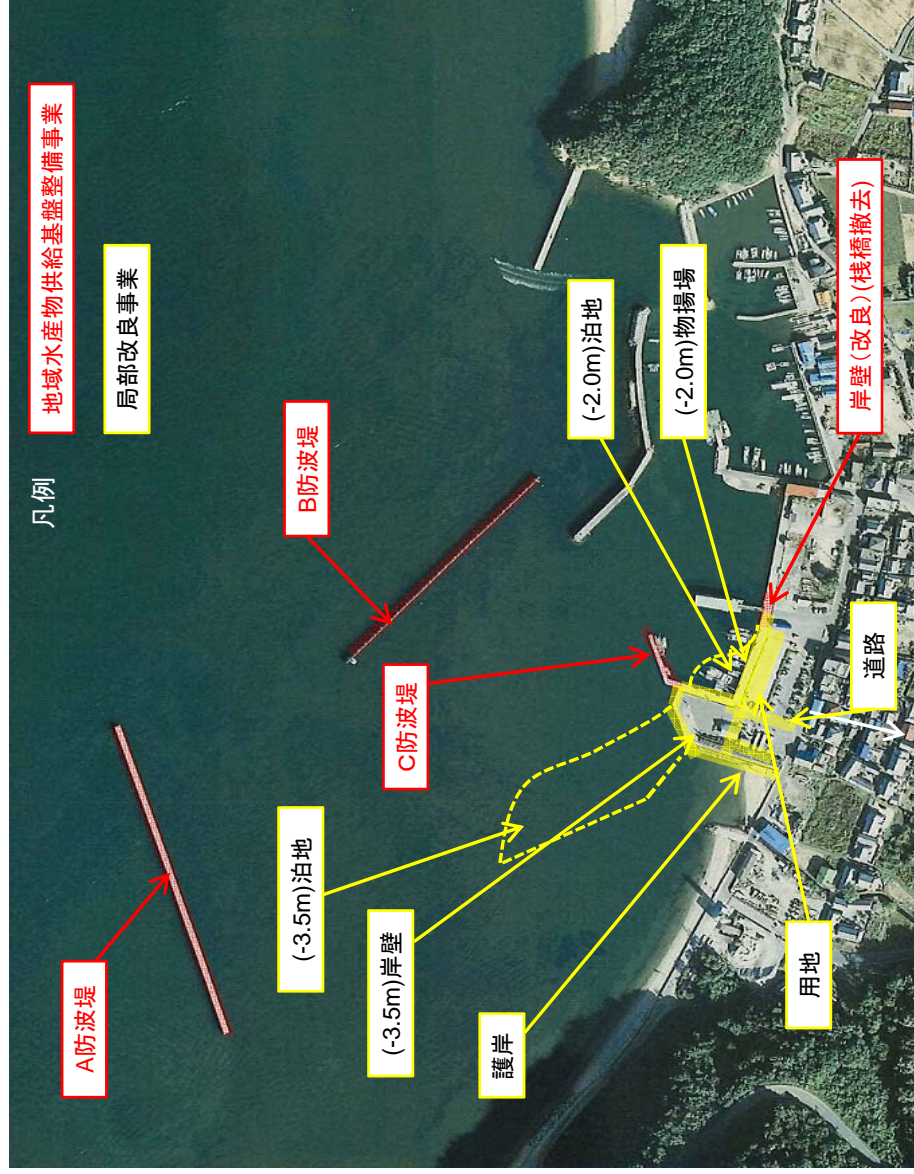 凡例
地域水産物供給基盤整備事業
局部改良事業
A防波堤
B防波堤
C防波堤
(-3.5m)泊地
(-3.5m)岸壁
護岸
用地
道路
(-2.0m)泊地
(-2.0m)物揚場
岸壁(改良)(桟橋撤去)